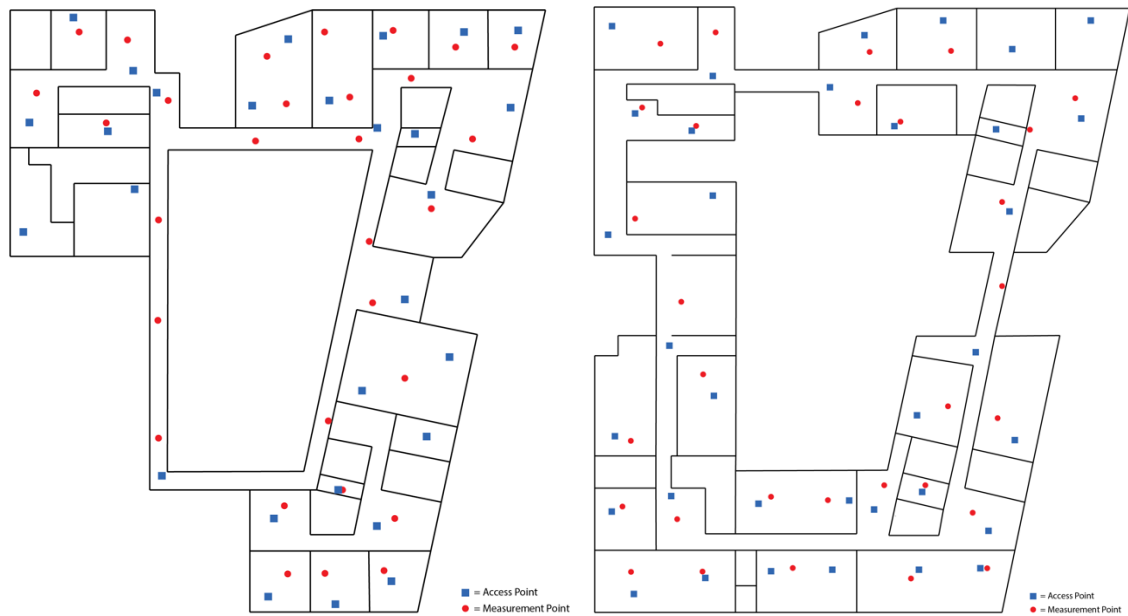 = Access Point
= Measurement Point
= Access Point
= Measurement Point